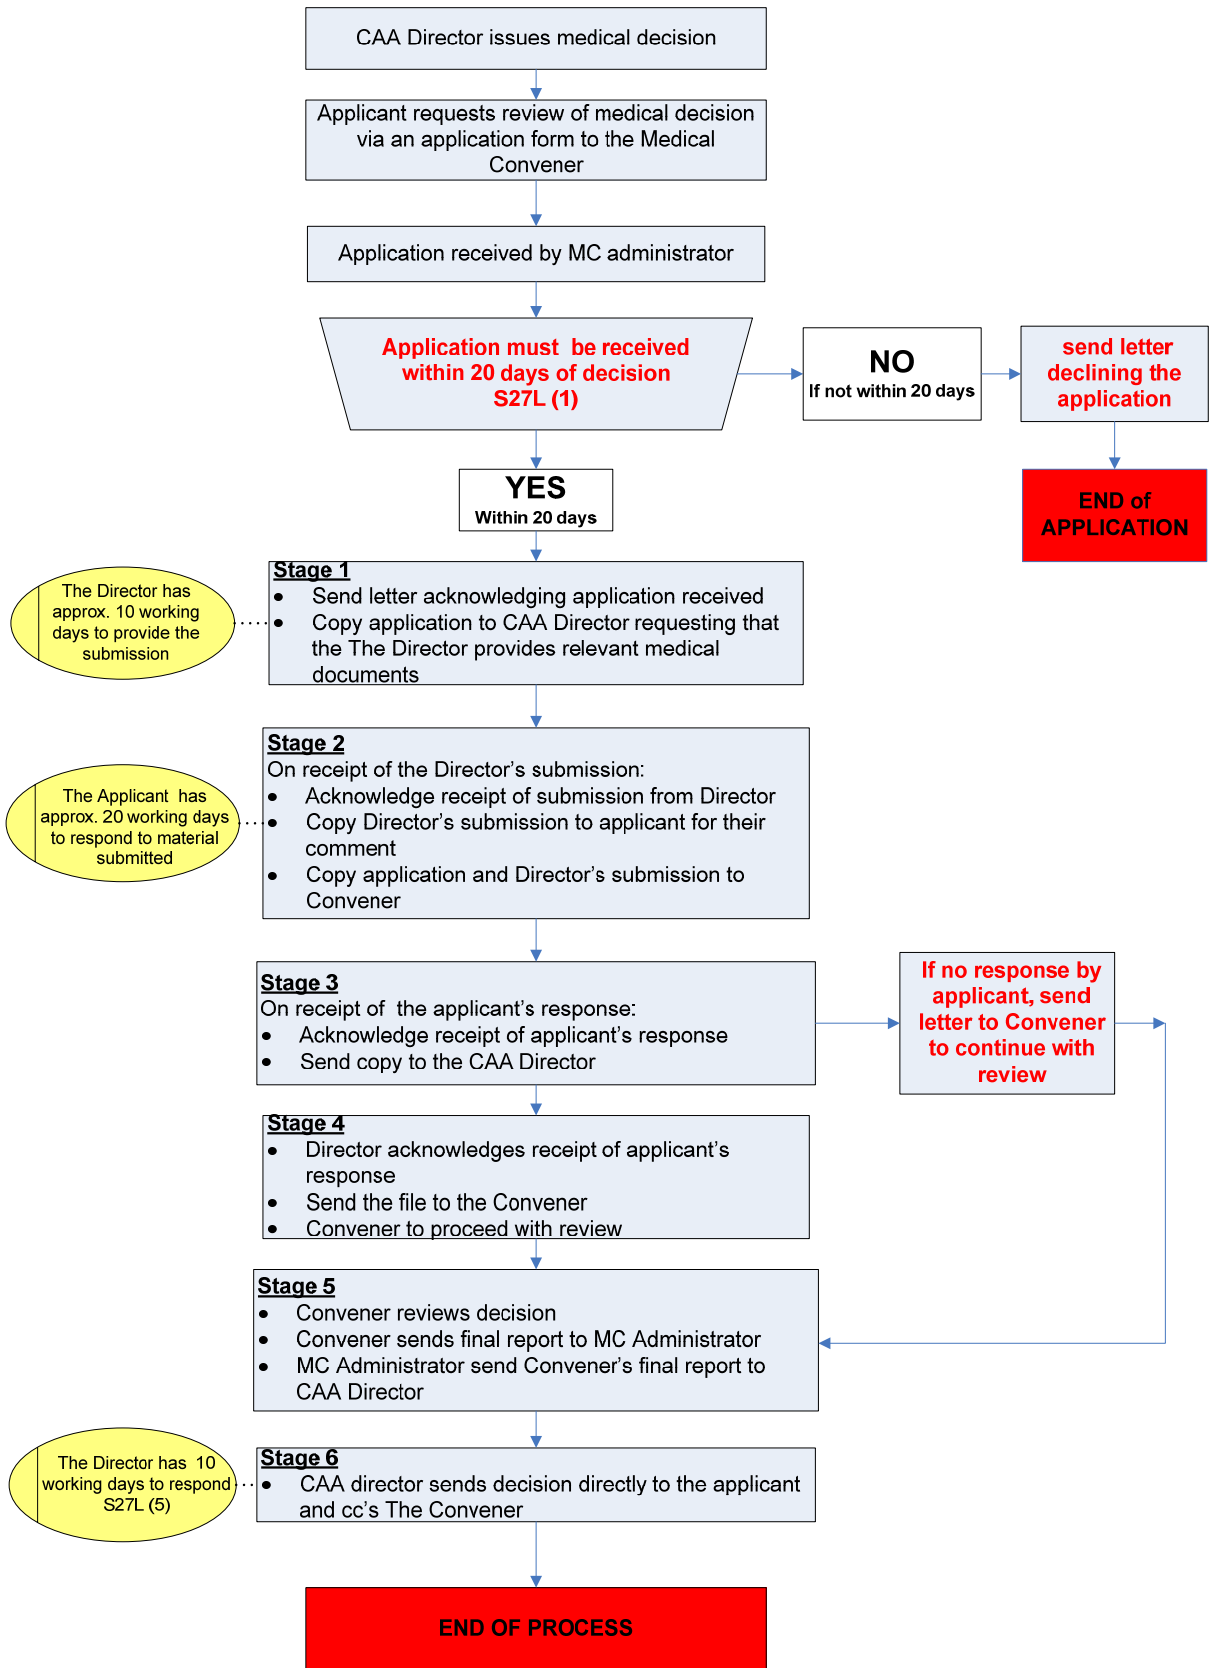 CAA Director issues medical decision
Applicant requests review of medical decision
via an application form to the Medical
Convener
Application received by MC administrator
Application must be received
within 20 days of decision
S27L (1)
NO
If not within 20 days
send letter
declining the
application
YES
Within 20 days
END of
APPLICATION
The Director has
approx. 10 working
days to provide the
submission
Stage 1
• Send letter acknowledging application received
• Copy application to CAA Director requesting that
the The Director provides relevant medical
documents
The Applicant has
approx. 20 working days
to respond to material
submitted
Stage 2
On receipt of the Director’s submission:
• Acknowledge receipt of submission from Director
• Copy Director’s submission to applicant for their
comment
• Copy application and Director’s submission to
Convener
Stage 3
On receipt of the applicant’s response:
• Acknowledge receipt of applicant’s response
• Send copy to the CAA Director
If no response by
applicant, send
letter to Convener
to continue with
review
Stage 4
• Director acknowledges receipt of applicant’s
response
• Send the file to the Convener
• Convener to proceed with review
Stage 5
• Convener reviews decision
• Convener sends final report to MC Administrator
• MC Administrator send Convener’s final report to
CAA Director
The Director has 10
working days to respond
S27L (5)
Stage 6
• CAA director sends decision directly to the applicant
and cc’s The Convener
END OF PROCESS